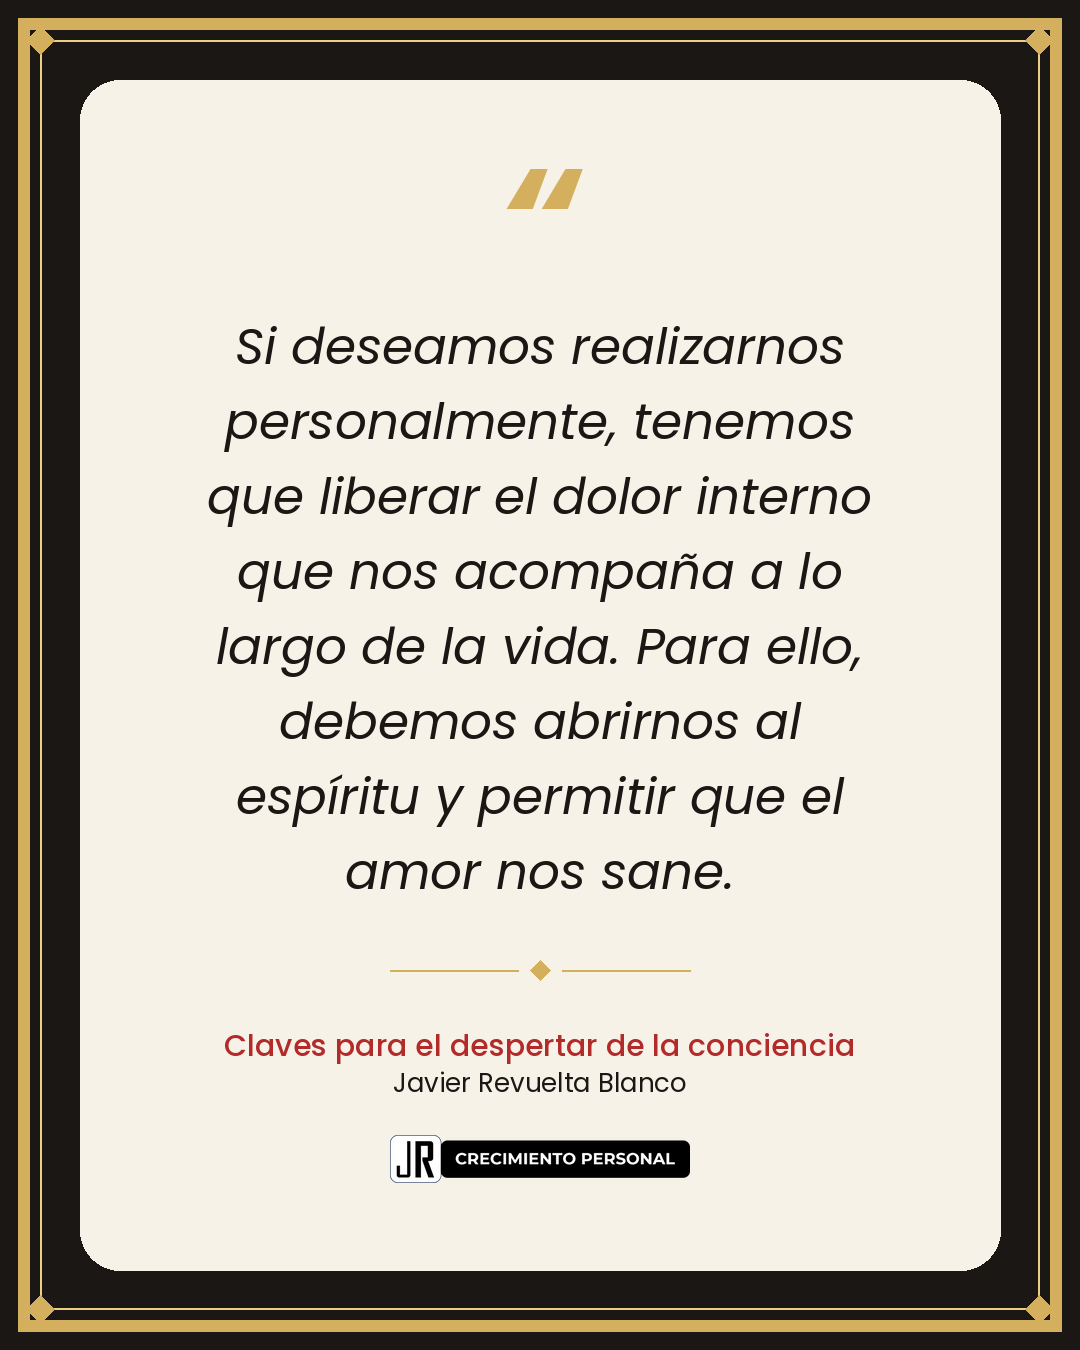 “
Si deseamos realizarnos
personalmente, tenemos
que liberar el dolor interno
que nos acompaña a lo
largo de la vida. Para ello,
debemos abrirnos al
espíritu y permitir que el
amor nos sane.
Claves para el despertar de la conciencia
Javier Revuelta Blanco
JR CRECIMIENTO PERSONAL